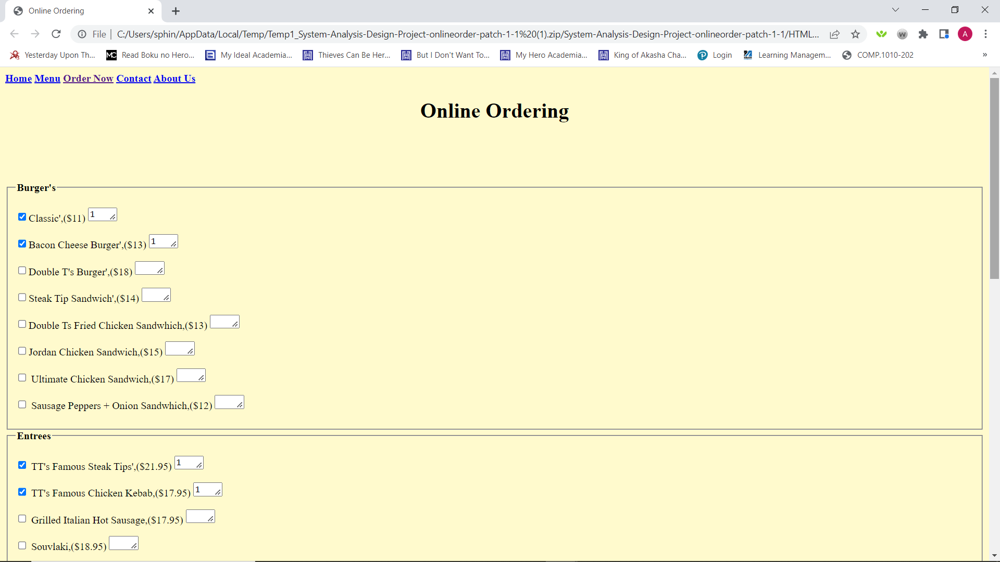 Online Ordering
File | C:/Users/sphin/AppData/Local/Temp/Temp1_System-Analysis-Design-Project-onlineorder-patch-1-1%20(1).zip/System-Analysis-Design-Project-onlineorder-patch-1-1/HTML... A
Yesterday Upon Th... MC Read Boku no Hero... My Ideal Academia... Thieves Can Be Her... But I Don't Want To... My Hero Academia... King of Akasha Cha... Login Learning Managem... COMP.1010-202 »
Home Menu Order Now Contact About Us
Online Ordering
Burger's
Classic',($11) 1
Bacon Cheese Burger',($13) 1
Double T's Burger',($18)
Steak Tip Sandwich',($14)
Double Ts Fried Chicken Sandwhich,($13)
Jordan Chicken Sandwich,($15)
Ultimate Chicken Sandwich,($17)
Sausage Peppers + Onion Sandwhich,($12)
Entrees
TT's Famous Steak Tips',($21.95) 1
TT's Famous Chicken Kebab,($17.95) 1
Grilled Italian Hot Sausage,($17.95)
Souvlaki,($18.95)